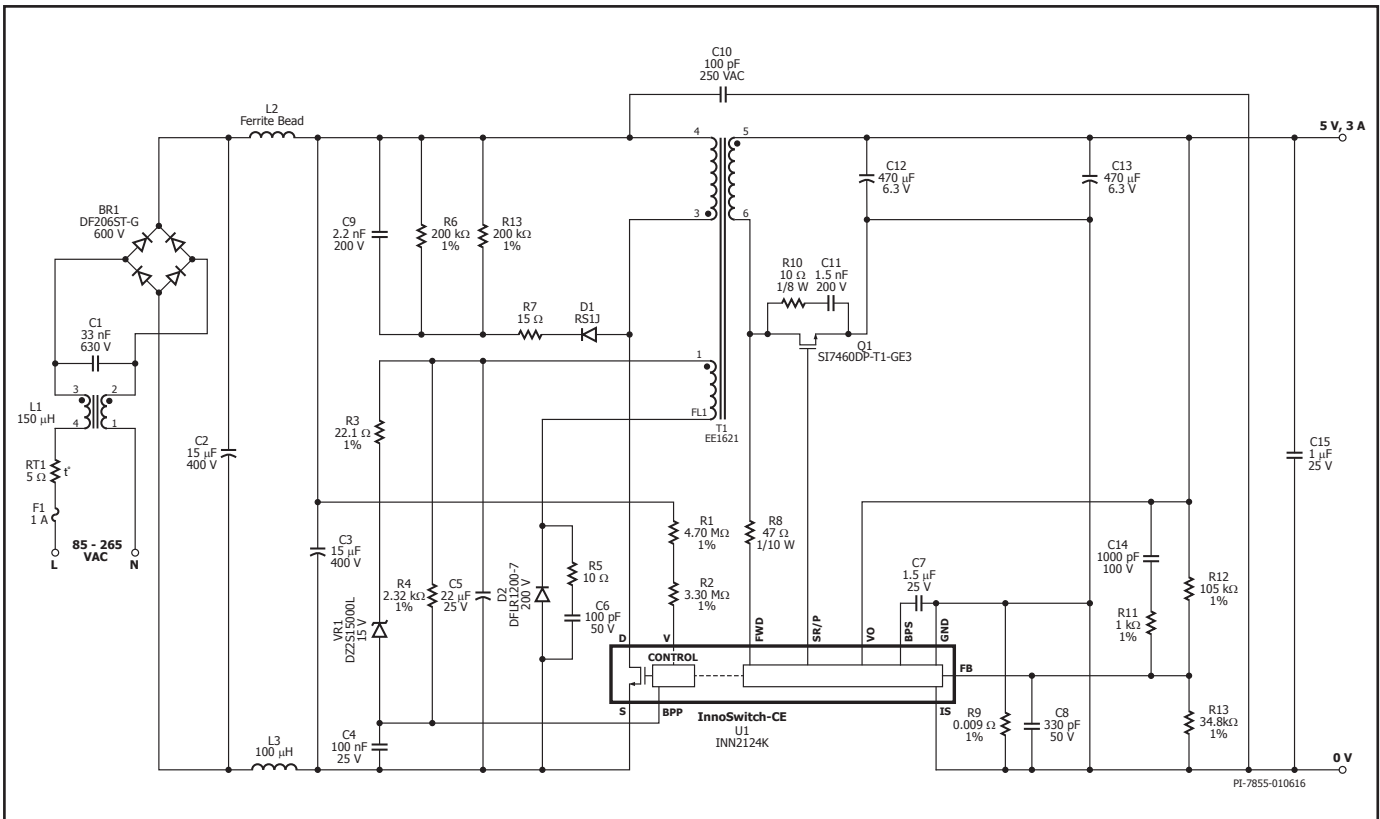 C10
100 pF
250 VAC
L2
Ferrite Bead
4
5
5 V, 3 A
C12
470 µF
6.3 V
C13
470 µF
6.3 V
BR1
DF206ST-G
600 V
C9
2.2 nF
200 V
R6
200 kΩ
1%
R13
200 kΩ
1%
3
6
R10
10 Ω
1/8 W
C11
1.5 nF
200 V
R7
15 Ω
D1
RS1J
Q1
SI7460DP-T1-GE3
C1
33 nF
630 V
1
3
2
L1
150 µH
4
1
FL1
T1
EE1621
R3
22.1 Ω
1%
C2
15 µF
400 V
C15
1 µF
25 V
RT1
5 Ω
t°
F1
1 A
85 - 265
VAC
L
N
C3
15 µF
400 V
R1
4.70 MΩ
1%
R8
47 Ω
1/10 W
C14
1000 pF
100 V
C7
1.5 µF
25 V
R12
105 kΩ
1%
R4
2.32 kΩ
1%
C5
22 µF
25 V
D2
DFLR1200-7
200 V
R5
10 Ω
R2
3.30 MΩ
1%
C6
100 pF
50 V
R11
1 kΩ
1%
VR1
DZ2S15000L
15 V
D
V
FWD
SR/P
VO
BPS
GND
CONTROL
FB
S
BPP
IS
InnoSwitch-CE
U1
INN2124K
R9
0.009 Ω
1%
C8
330 pF
50 V
R13
34.8kΩ
1%
C4
100 nF
25 V
L3
100 µH
0 V
PI-7855-010616